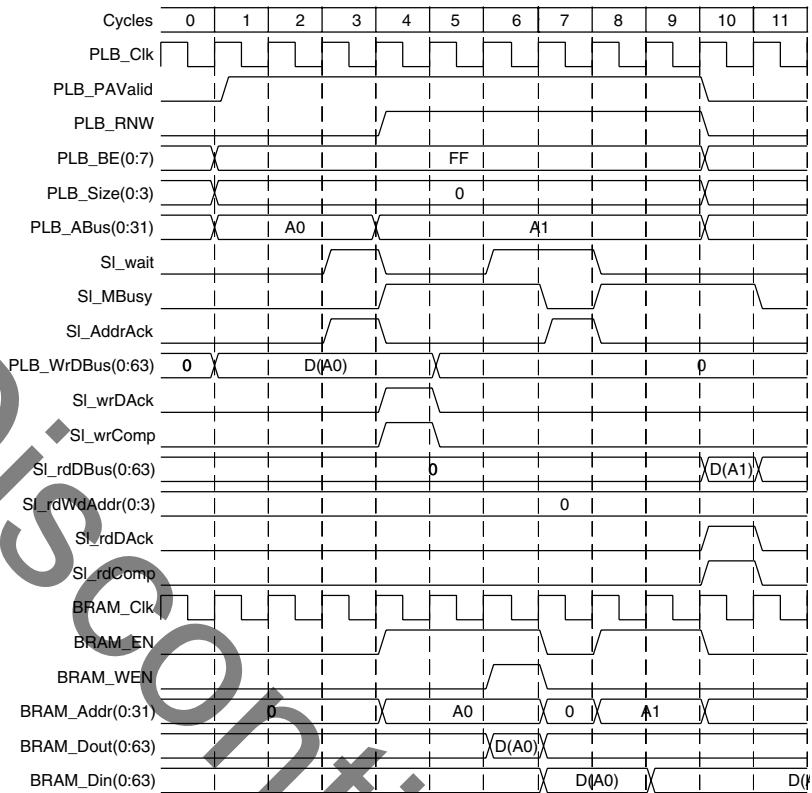 Cycles 0 1 2 3 4 5 6 7 8 9 10 11
PLB_Clk
PLB_PAValid
PLB_RNW
PLB_BE(0:7) FF
PLB_Size(0:3) 0
PLB_ABus(0:31) A0 A1
Sl_wait
Sl_MBusy
Sl_AddrAck
PLB_WrDBus(0:63) 0 D(A0) 0
Sl_wrDAck
Sl_wrComp
Sl_rdDBus(0:63) 0 D(A1)
Sl_rdWdAddr(0:3) 0
Sl_rdDAck
Sl_rdComp
BRAM_Clk
BRAM_EN
BRAM_WEN
BRAM_Addr(0:31) 0 A0 0 A1
BRAM_Dout(0:63) D(A0)
BRAM_Din(0:63) D(A0)